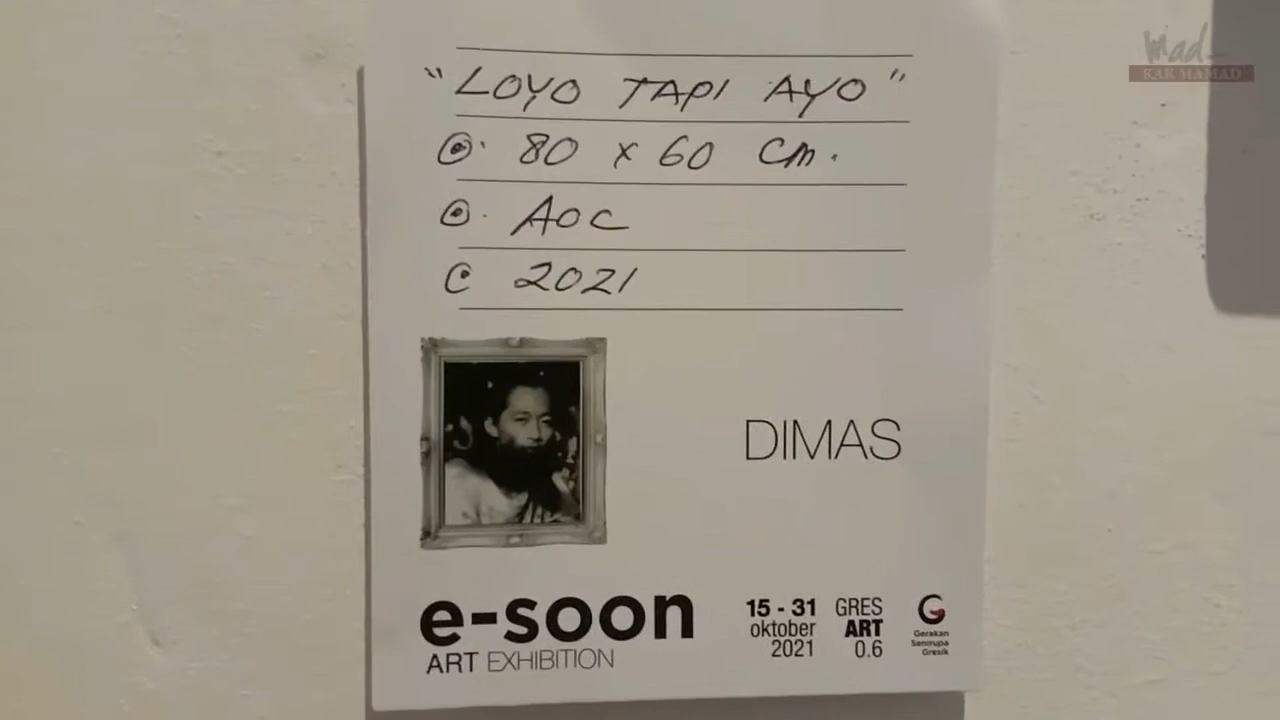 Mad
KAK MAMAD
"LOYO TAPI AYO"
80 x 60 cm.
AOC
© 2021
DIMAS
e-soon
ART EXHIBITION
15 - 31
oktober
2021
GRES
ART
0.6
G
Gerakan
Senirupa
Gresik